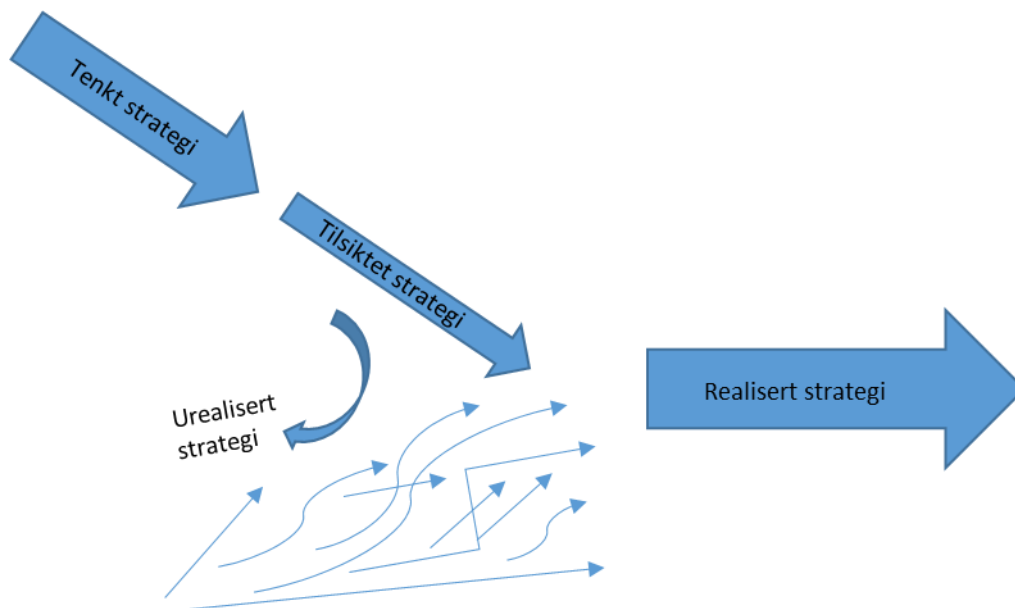 Tenkt strategi
Tilsiktet strategi
Urealisert
strategi
Realisert strategi